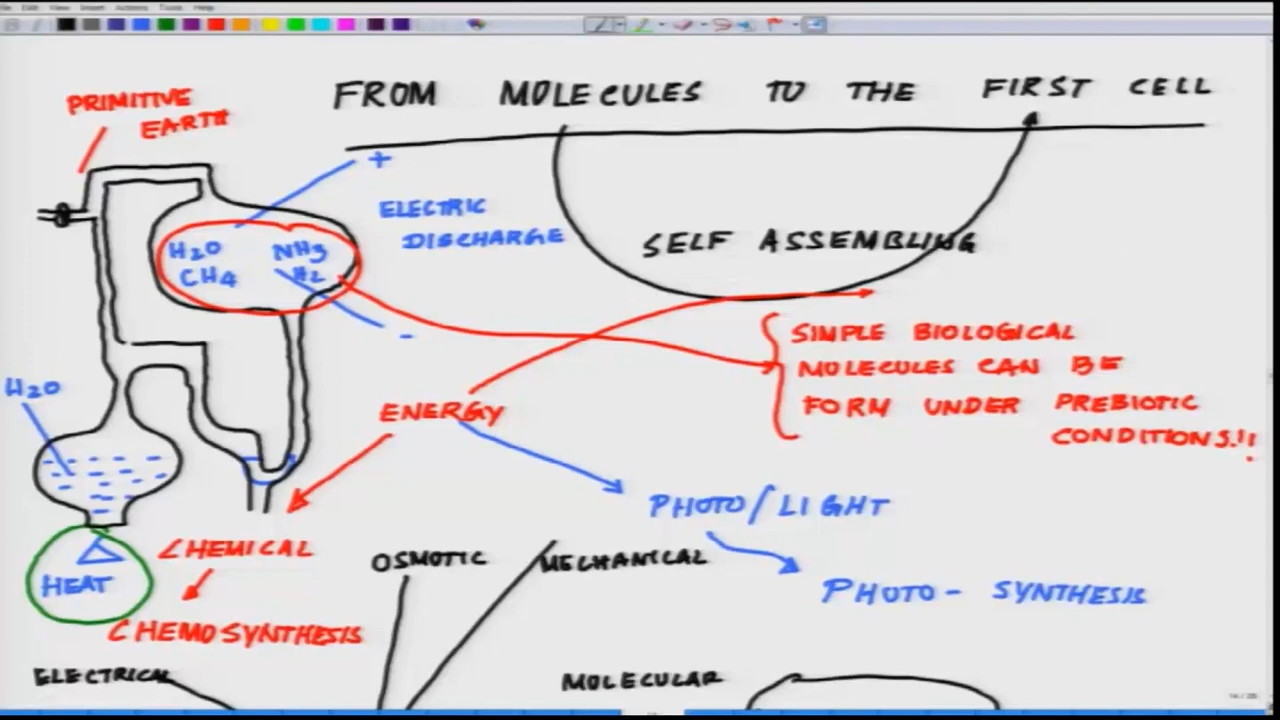 FROM MOLECULES TO THE FIRST CELL
PRIMITIVE
EARTH
+
ELECTRIC
DISCHARGE
H2O NH3
CH4 H2
-
SELF ASSEMBLING
SIMPLE BIOLOGICAL
MOLECULES CAN BE
FORM UNDER PREBIOTIC
CONDITIONS.!!
H2O
ENERGY
PHOTO/LIGHT
HEAT
CHEMICAL
OSMOTIC
MECHANICAL
PHOTO - SYNTHESIS
CHEMOSYNTHESIS
ELECTRICAL
MOLECULAR